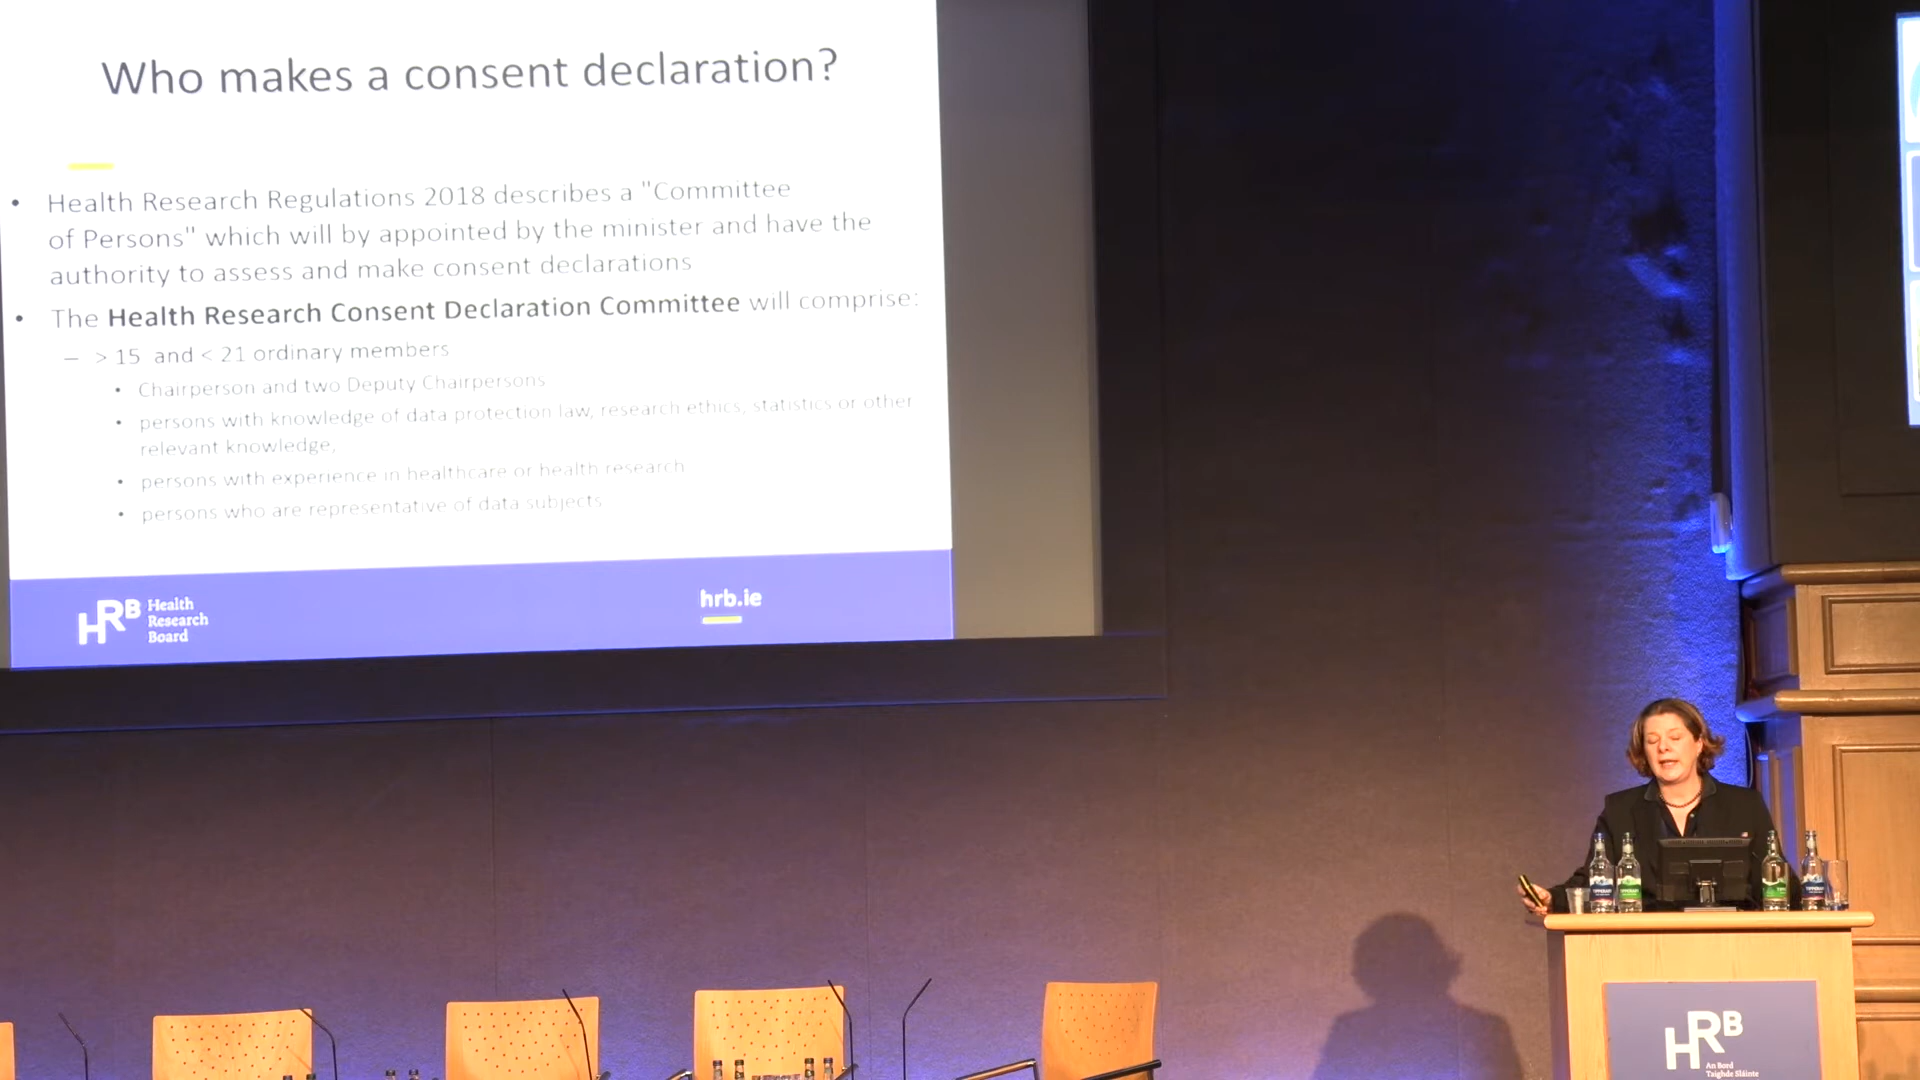 Who makes a consent declaration?
• Health Research Regulations 2018 describes a "Committee
of Persons" which will by appointed by the minister and have the
authority to assess and make consent declarations
• The Health Research Consent Declaration Committee will comprise:
– > 15 and < 21 ordinary members
• Chairperson and two Deputy Chairpersons
• persons with knowledge of data protection law, research ethics, statistics or other
relevant knowledge,
• persons with experience in healthcare or health research
• persons who are representative of data subjects
HRB Health
Research
Board
hrb.ie
HRB
An Bord
Taighde Sláinte